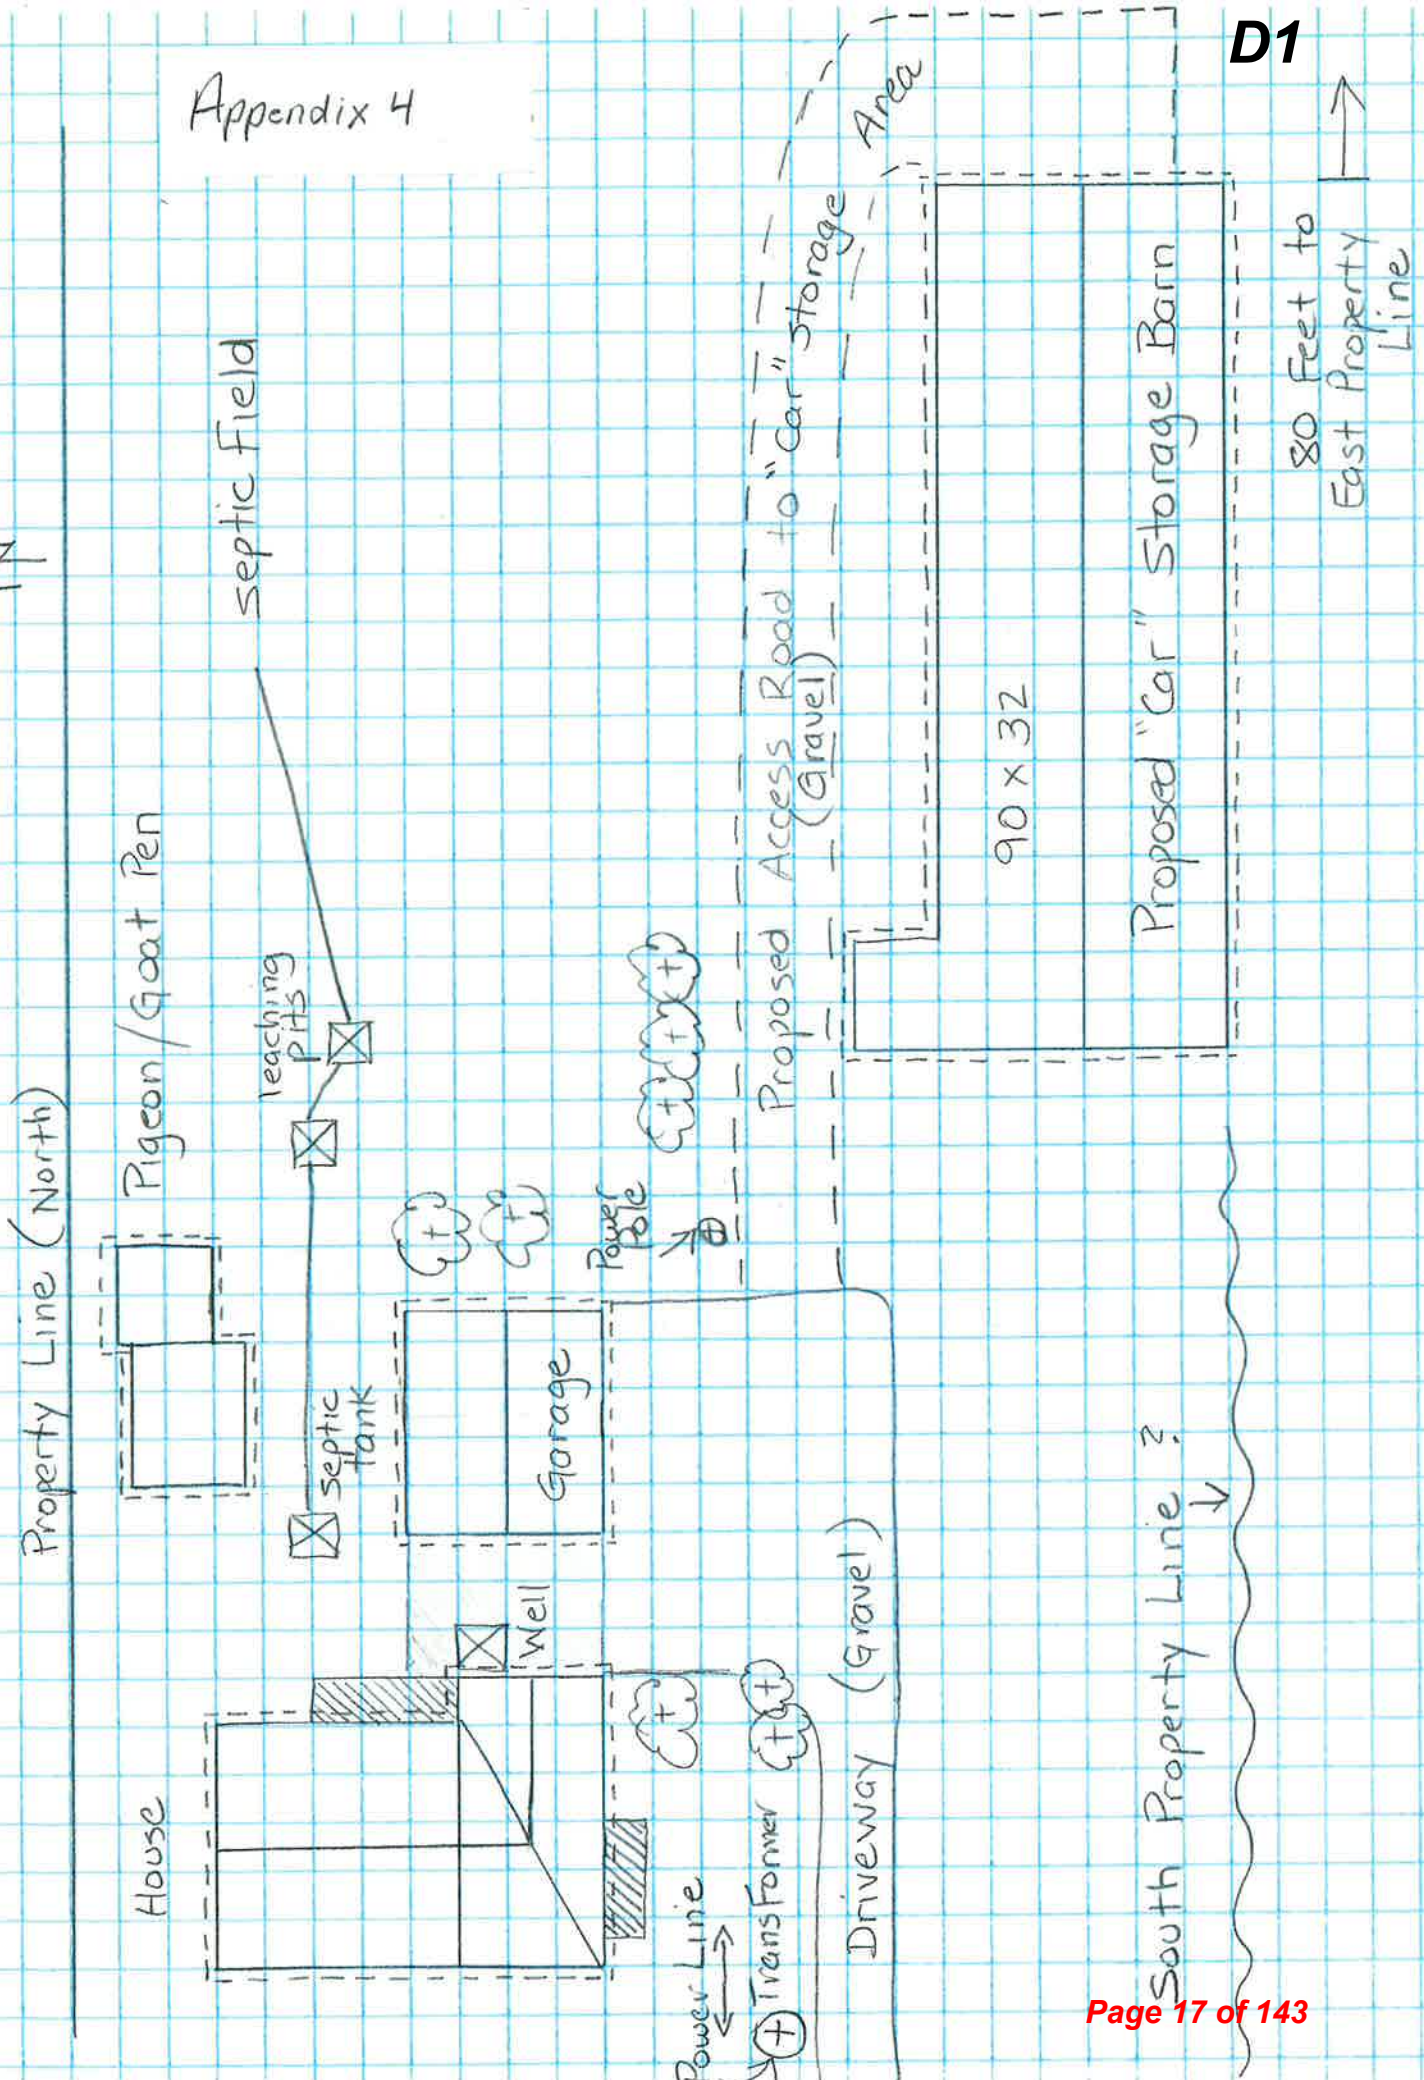 D1
Appendix 4
N
Property Line (North)
Pigeon/Goat Pen
septic Field
leaching
pits
septic
tank
House
Well
Garage
Power
Pole
Power Line
Transformer
Driveway (Gravel)
Proposed Access Road to "Car" Storage
Area
(Gravel)
90 x 32
Proposed "Car" Storage Barn
80 Feet to
East Property
Line
South Property Line ?
Page 17 of 143